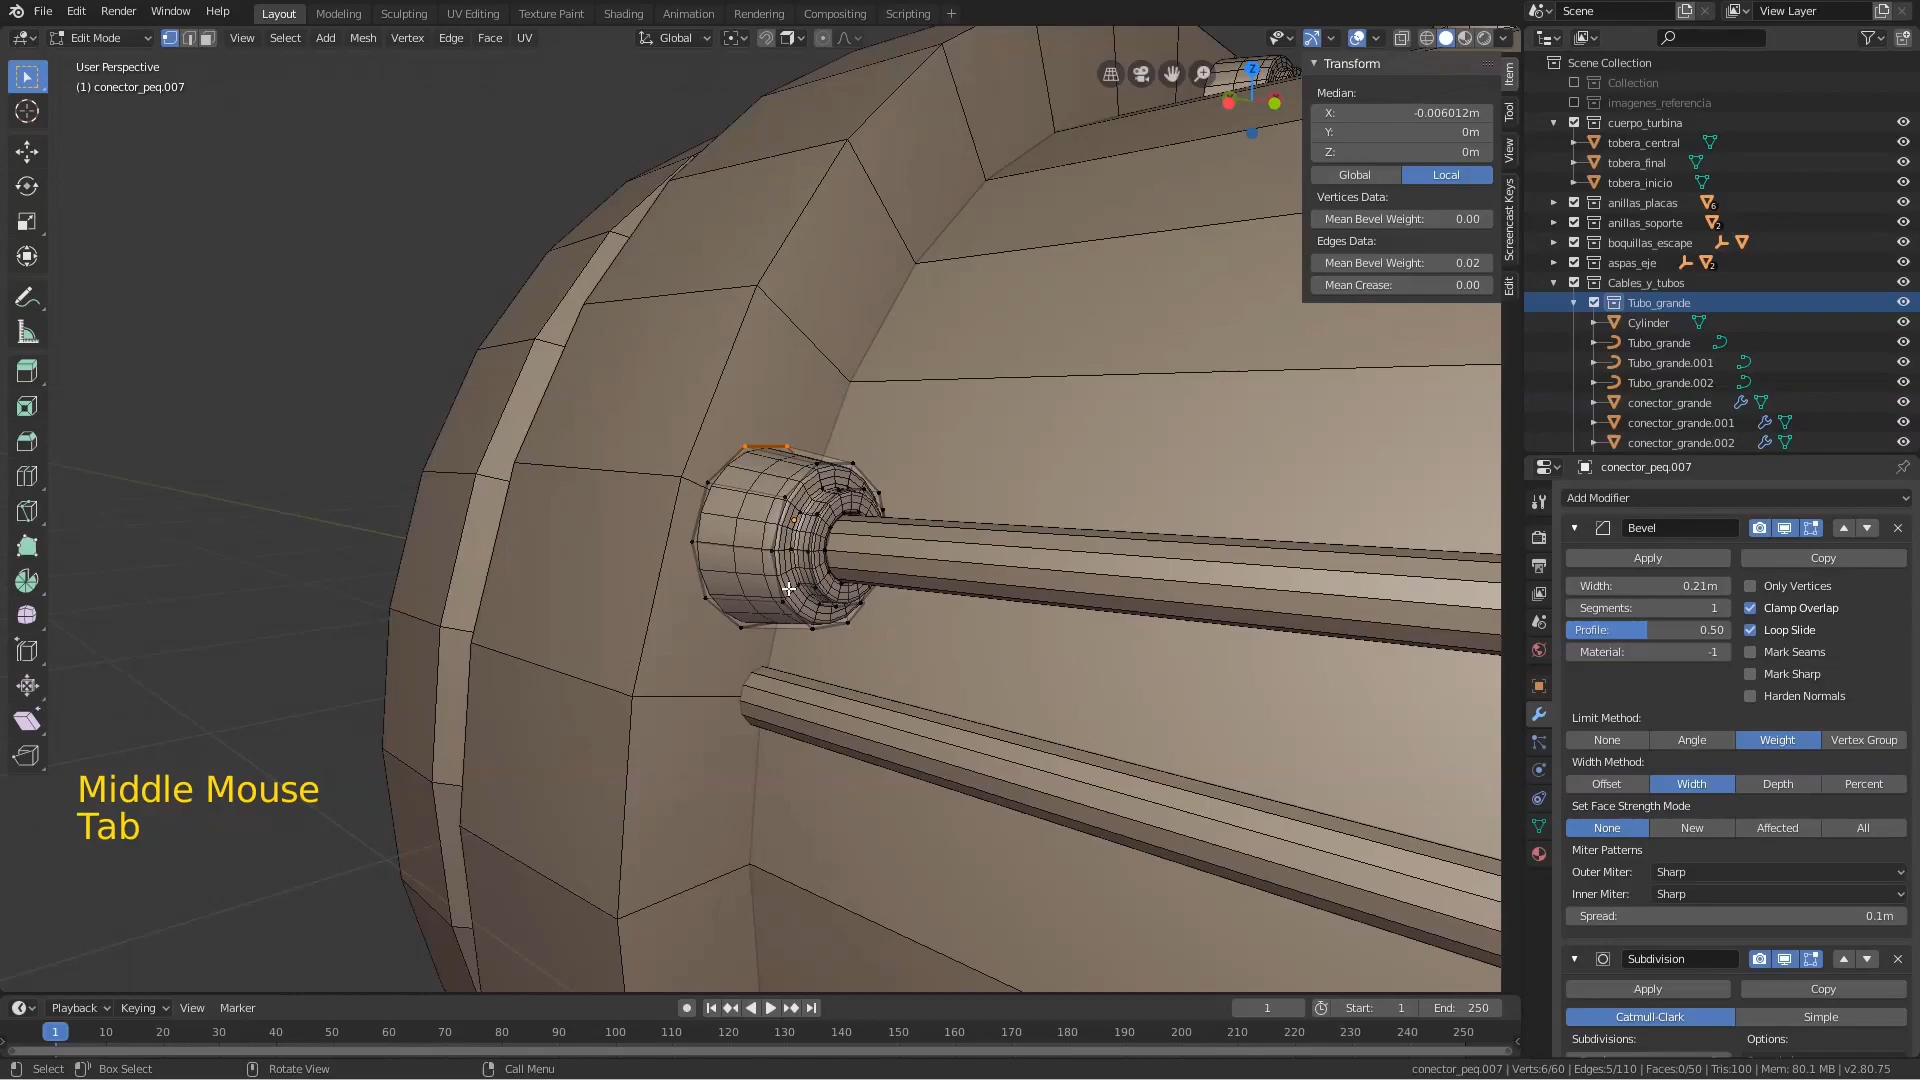 File Edit Render Window Help
Layout Modeling Sculpting UV Editing Texture Paint Shading Animation Rendering Compositing Scripting +
Scene
View Layer
Edit Mode View Select Add Mesh Vertex Edge Face UV
Global
User Perspective
(1) conector_peq.007
Z
Transform
Median:
X: -0.006012m
Y: 0m
Z: 0m
Global Local
Vertices Data:
Mean Bevel Weight: 0.00
Edges Data:
Mean Bevel Weight: 0.02
Mean Crease: 0.00
Item
Tool
View
Screencast Keys
Edit
Scene Collection
Collection
imagenes_referencia
cuerpo_turbina
tobera_central
tobera_final
tobera_inicio
anillas_placas 6
anillas_soporte 2
boquillas_escape
aspas_eje 2
Cables_y_tubos
Tubo_grande
Cylinder
Tubo_grande
Tubo_grande.001
Tubo_grande.002
conector_grande
conector_grande.001
conector_grande.002
conector_peq.007
Add Modifier
Bevel
Apply Copy
Width: 0.21m Only Vertices
Segments: 1 Clamp Overlap
Profile: 0.50 Loop Slide
Material: -1 Mark Seams
Mark Sharp
Harden Normals
Limit Method:
None Angle Weight Vertex Group
Width Method:
Offset Width Depth Percent
Set Face Strength Mode
None New Affected All
Miter Patterns
Outer Miter: Sharp
Inner Miter: Sharp
Spread: 0.1m
Subdivision
Apply Copy
Catmull-Clark Simple
Subdivisions: Options:
Middle Mouse
Tab
Playback Keying View Marker
1 Start: 1 End: 250
1 10 20 30 40 50 60 70 80 90 100 110 120 130 140 150 160 170 180 190 200 210 220 230 240 250
Select Box Select Rotate View Call Menu
conector_peq.007 | Verts:6/60 | Edges:5/110 | Faces:0/50 | Tris:100 | Mem: 80.1 MB | v2.80.75